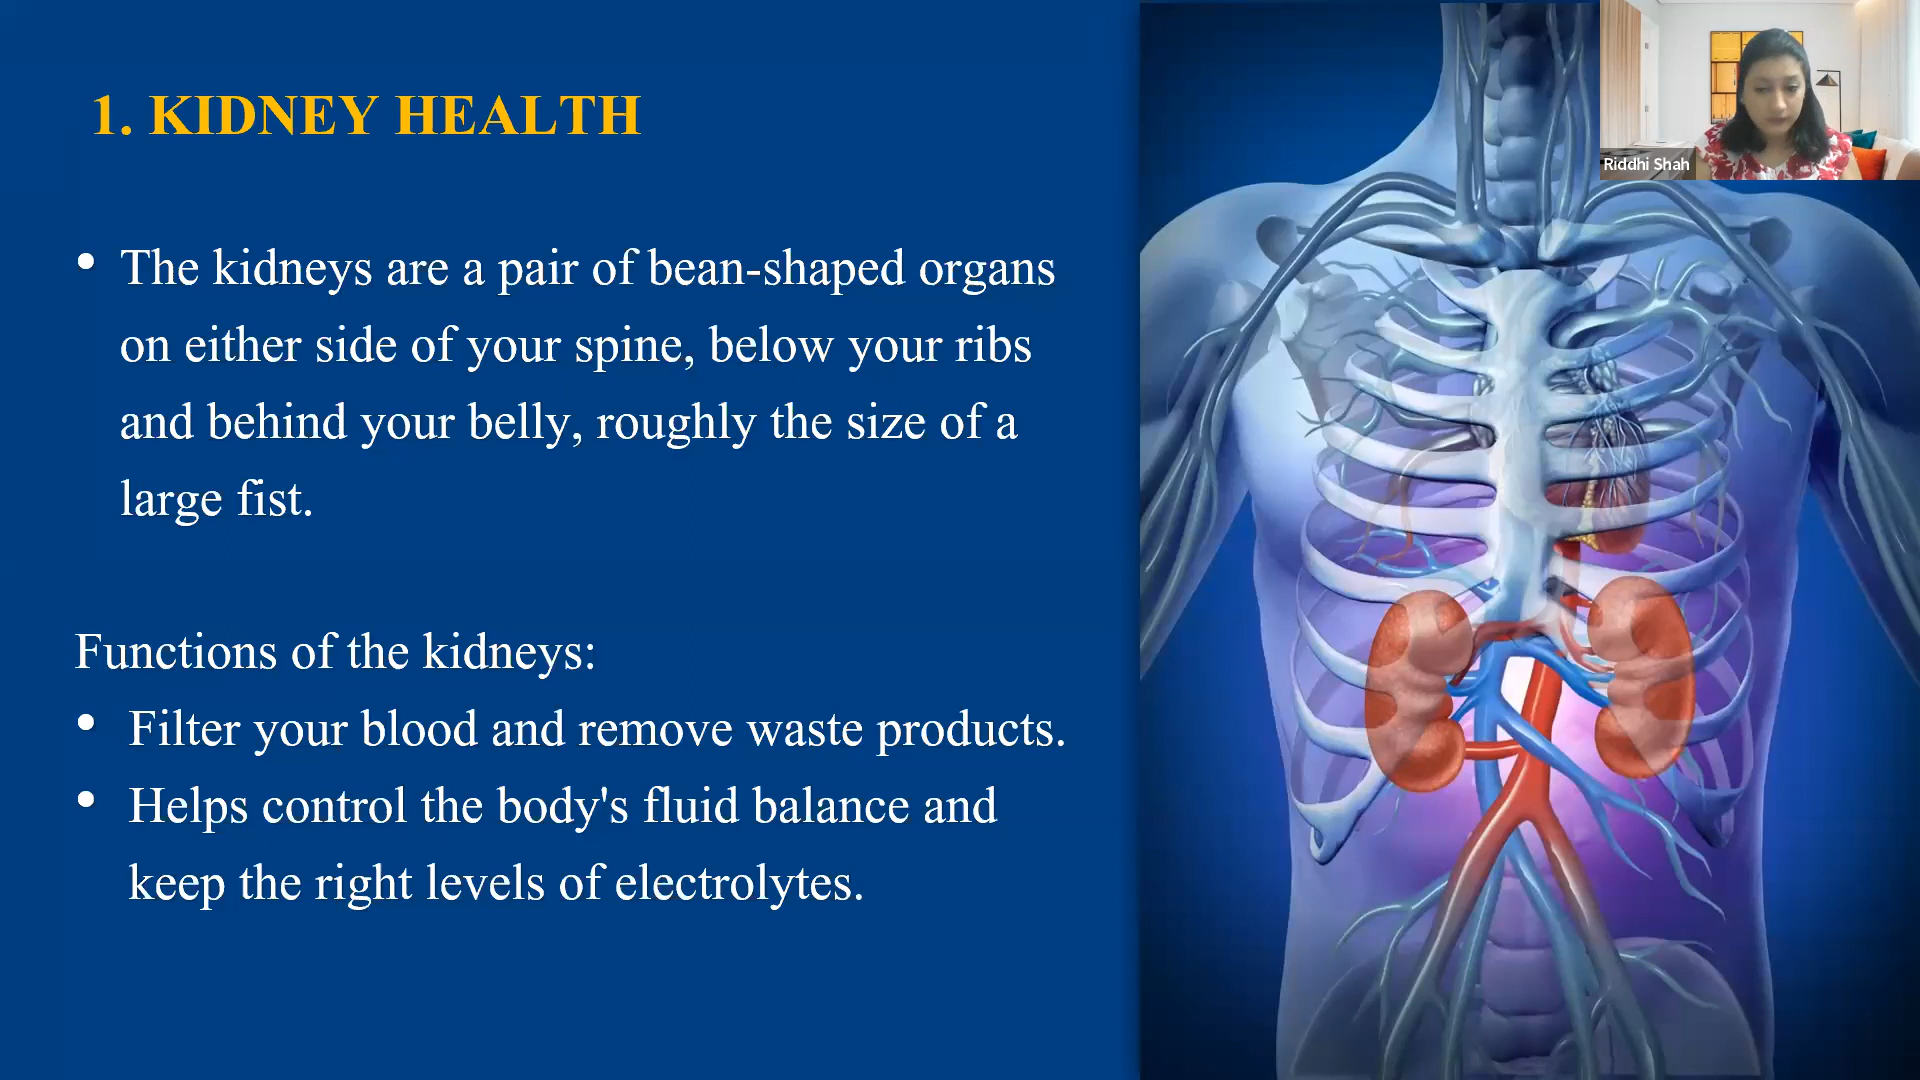 1. KIDNEY HEALTH
Riddhi Shah
• The kidneys are a pair of bean-shaped organs
on either side of your spine, below your ribs
and behind your belly, roughly the size of a
large fist.
Functions of the kidneys:
• Filter your blood and remove waste products.
• Helps control the body's fluid balance and
keep the right levels of electrolytes.